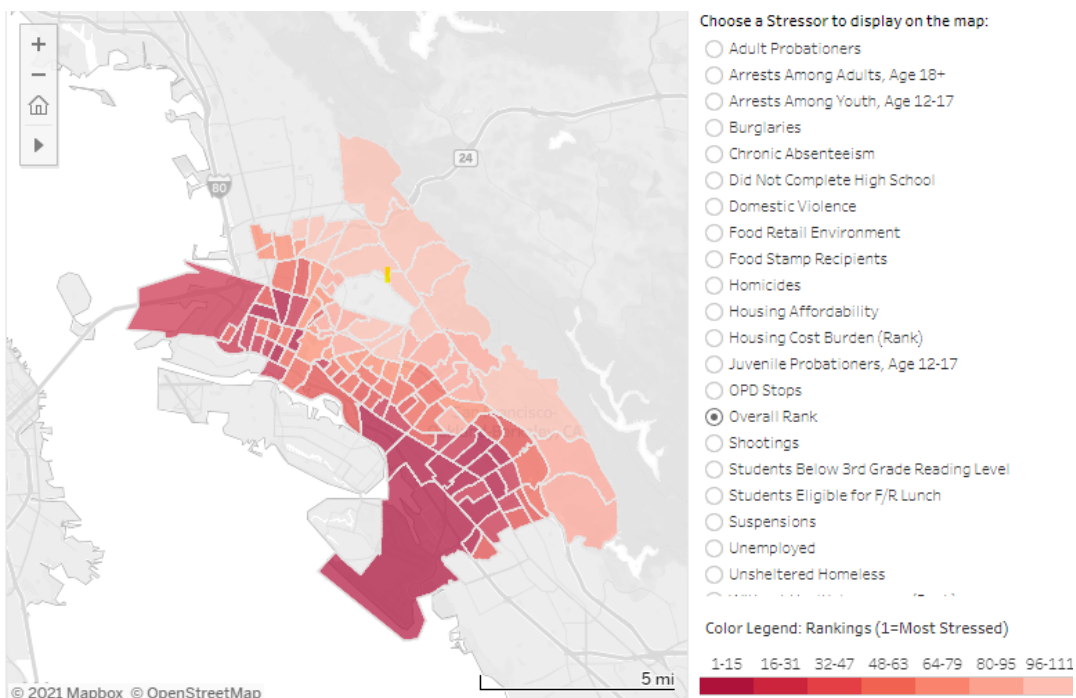 Choose a Stressor to display on the map:
Adult Probationers
Arrests Among Adults, Age 18+
Arrests Among Youth, Age 12-17
Burglaries
Chronic Absenteeism
Did Not Complete High School
Domestic Violence
Food Retail Environment
Food Stamp Recipients
Homicides
Housing Affordability
Housing Cost Burden (Rank)
Juvenile Probationers, Age 12-17
OPD Stops
Overall Rank
Shootings
Students Below 3rd Grade Reading Level
Students Eligible for F/R Lunch
Suspensions
Unemployed
Unsheltered Homeless
Color Legend: Rankings (1=Most Stressed)
1-15 16-31 32-47 48-63 64-79 80-95 96-111
24
80
5 mi
© 2021 Mapbox © OpenStreetMap